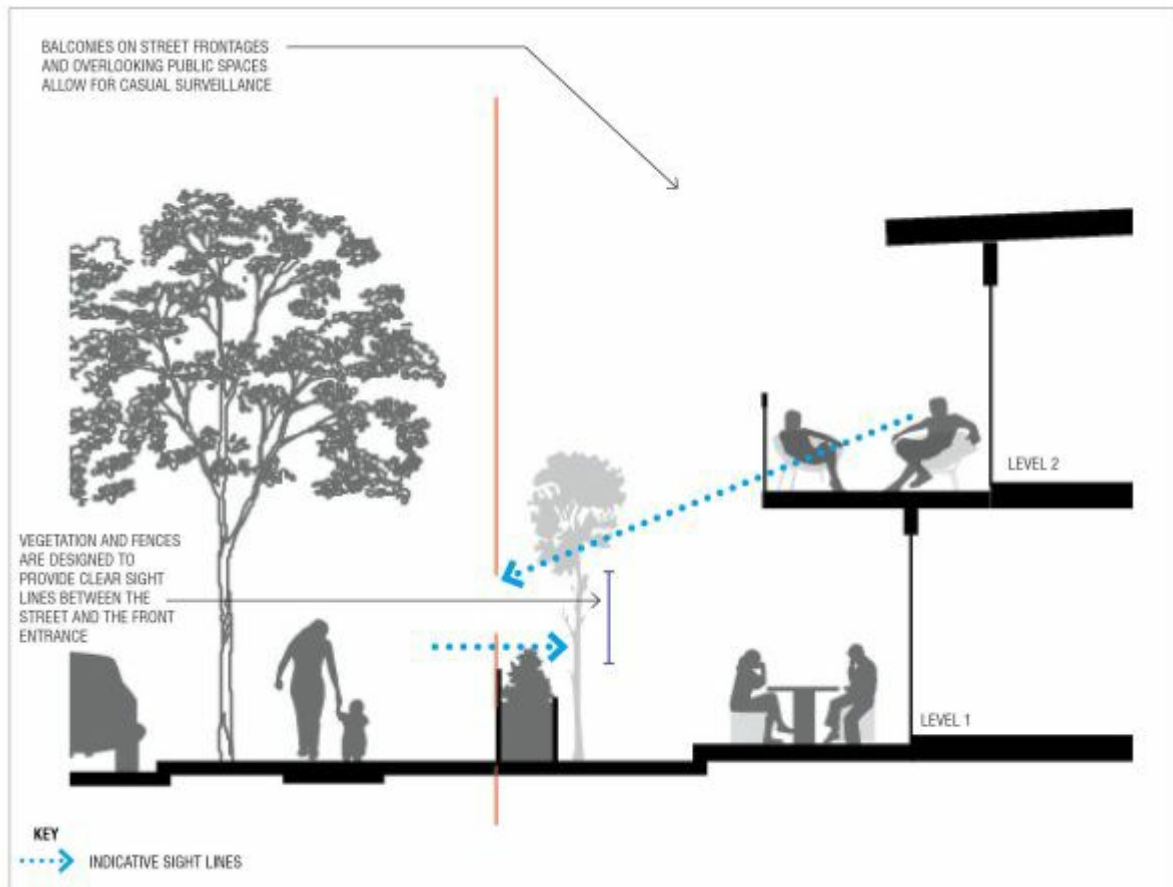 BALCONIES ON STREET FRONTAGES
AND OVERLOOKING PUBLIC SPACES
ALLOW FOR CASUAL SURVEILLANCE
LEVEL 2
VEGETATION AND FENCES
ARE DESIGNED TO
PROVIDE CLEAR SIGHT
LINES BETWEEN THE
STREET AND THE FRONT
ENTRANCE
LEVEL 1
KEY
INDICATIVE SIGHT LINES